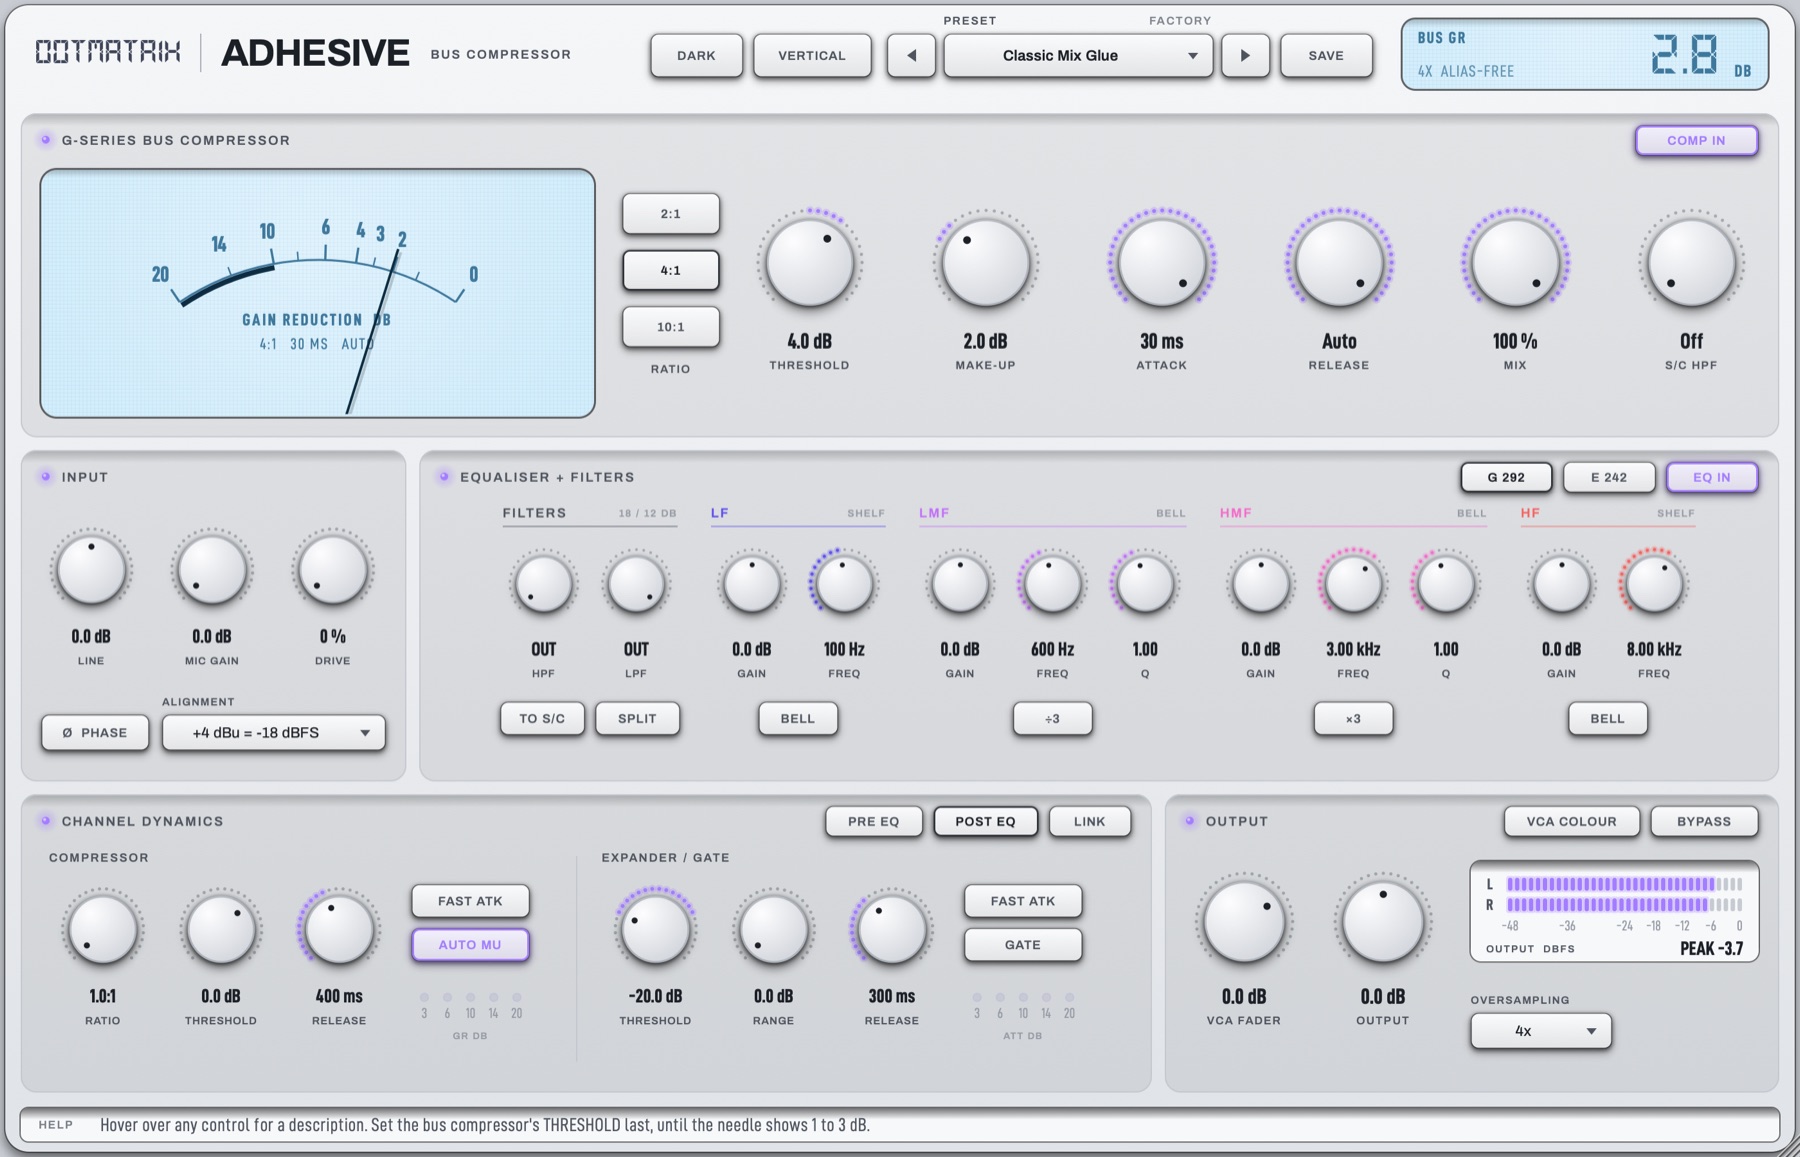 DOTMATRIX
ADHESIVE
BUS COMPRESSOR
DARK
VERTICAL
PRESET
FACTORY
Classic Mix Glue
SAVE
BUS GR
4X ALIAS-FREE
2.8
DB
G-SERIES BUS COMPRESSOR
COMP IN
20 14 10 6 4 3 2 0
GAIN REDUCTION DB
4:1 30 MS AUTO
2:1
4:1
10:1
RATIO
4.0 dB
THRESHOLD
2.0 dB
MAKE-UP
30 ms
ATTACK
Auto
RELEASE
100 %
MIX
Off
S/C HPF
INPUT
0.0 dB
LINE
0.0 dB
MIC GAIN
0 %
DRIVE
Ø PHASE
ALIGNMENT
+4 dBu = -18 dBFS
EQUALISER + FILTERS
G 292
E 242
EQ IN
FILTERS 18 / 12 DB
OUT
HPF
OUT
LPF
TO S/C
SPLIT
LF SHELF
0.0 dB
GAIN
100 Hz
FREQ
BELL
LMF BELL
0.0 dB
GAIN
600 Hz
FREQ
1.00
Q
÷3
HMF BELL
0.0 dB
GAIN
3.00 kHz
FREQ
1.00
Q
×3
HF SHELF
0.0 dB
GAIN
8.00 kHz
FREQ
BELL
CHANNEL DYNAMICS
PRE EQ
POST EQ
LINK
COMPRESSOR
1.0:1
RATIO
0.0 dB
THRESHOLD
400 ms
RELEASE
FAST ATK
AUTO MU
3 6 10 14 20
GR DB
EXPANDER / GATE
-20.0 dB
THRESHOLD
0.0 dB
RANGE
300 ms
RELEASE
FAST ATK
GATE
3 6 10 14 20
ATT DB
OUTPUT
VCA COLOUR
BYPASS
0.0 dB
VCA FADER
0.0 dB
OUTPUT
L
R
-48 -36 -24 -18 -12 -6 0
OUTPUT DBFS
PEAK -3.7
OVERSAMPLING
4x
HELP
Hover over any control for a description. Set the bus compressor's THRESHOLD last, until the needle shows 1 to 3 dB.